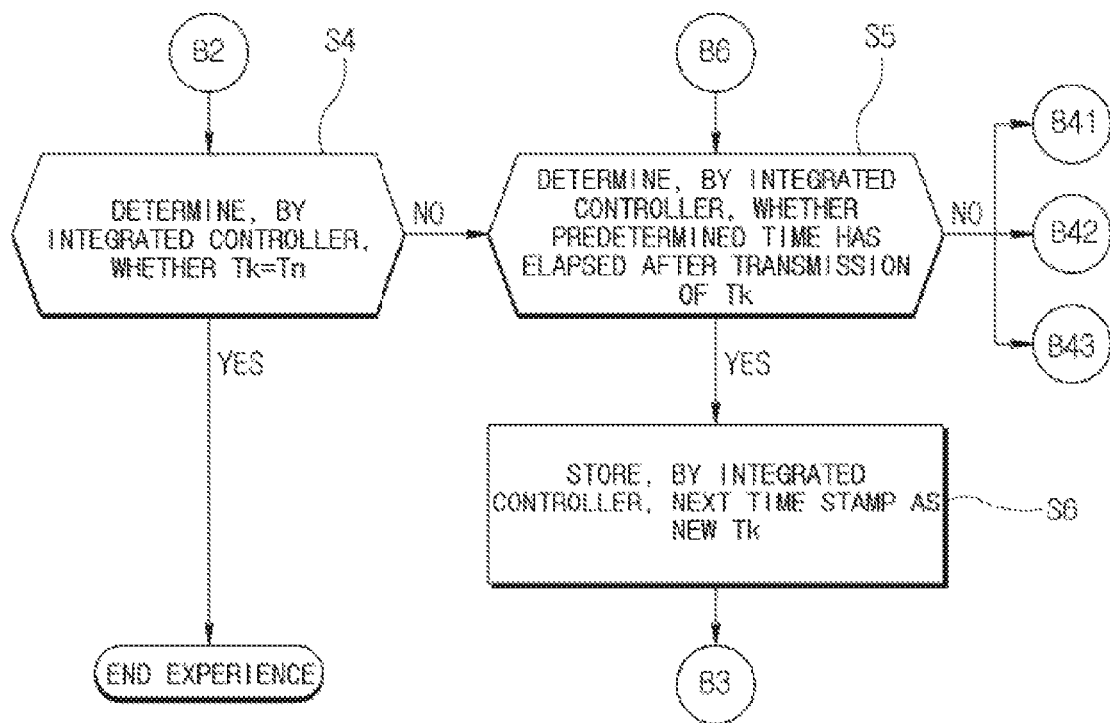 B2
S4
DETERMINE, BY
INTEGRATED CONTROLLER,
WHETHER Tk=Tn
NO
YES
END EXPERIENCE
B6
S5
DETERMINE, BY INTEGRATED
CONTROLLER, WHETHER
PREDETERMINED TIME HAS
ELAPSED AFTER TRANSMISSION
OF Tk
NO
B41
B42
B43
YES
STORE, BY INTEGRATED
CONTROLLER, NEXT TIME STAMP AS
NEW Tk
S6
B3